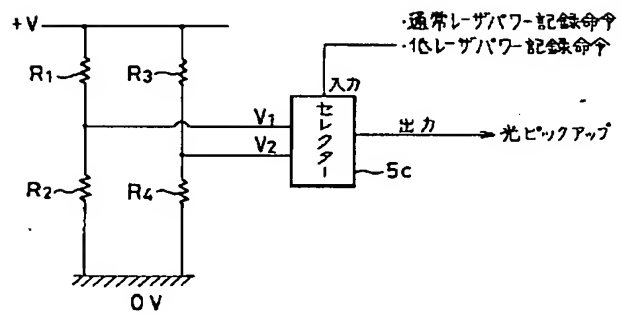 +V
・通常レーザパワー記録命令
・低レーザパワー記録命令
R1
R3
入力
V1
セレクター
出力
光ピックアップ
V2
5c
R2
R4
0V